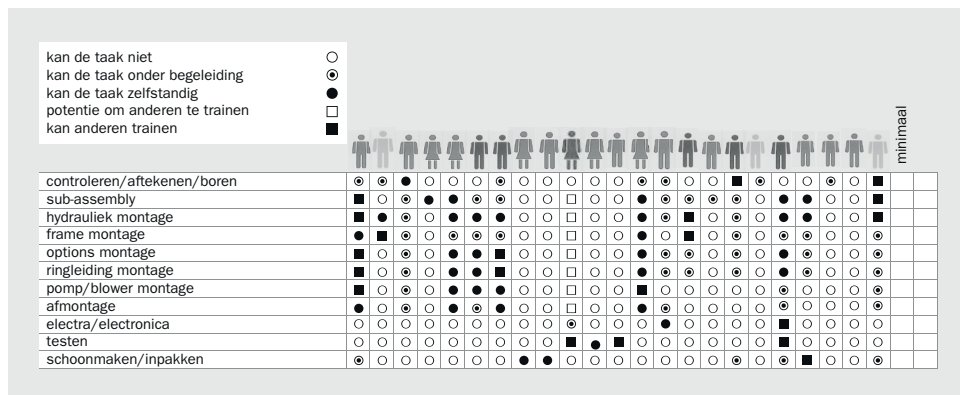 kan de taak niet
kan de taak onder begeleiding
kan de taak zelfstandig
potentie om anderen te trainen
kan anderen trainen
minimaal
controleren/aftekenen/boren
sub-assembly
hydrauliek montage
frame montage
options montage
ringleiding montage
pomp/blower montage
afmontage
electra/electronica
testen
schoonmaken/inpakken